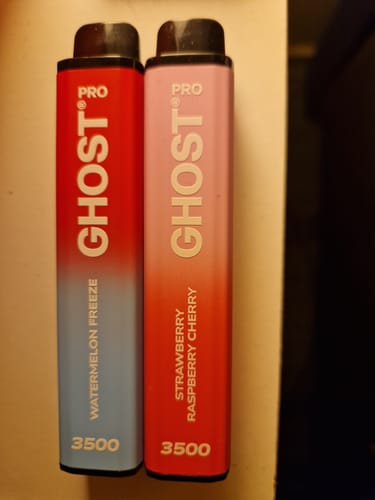 PRO
GHOST®
WATERMELON FREEZE
3500
PRO
GHOST®
STRAWBERRY
RASPBERRY CHERRY
3500